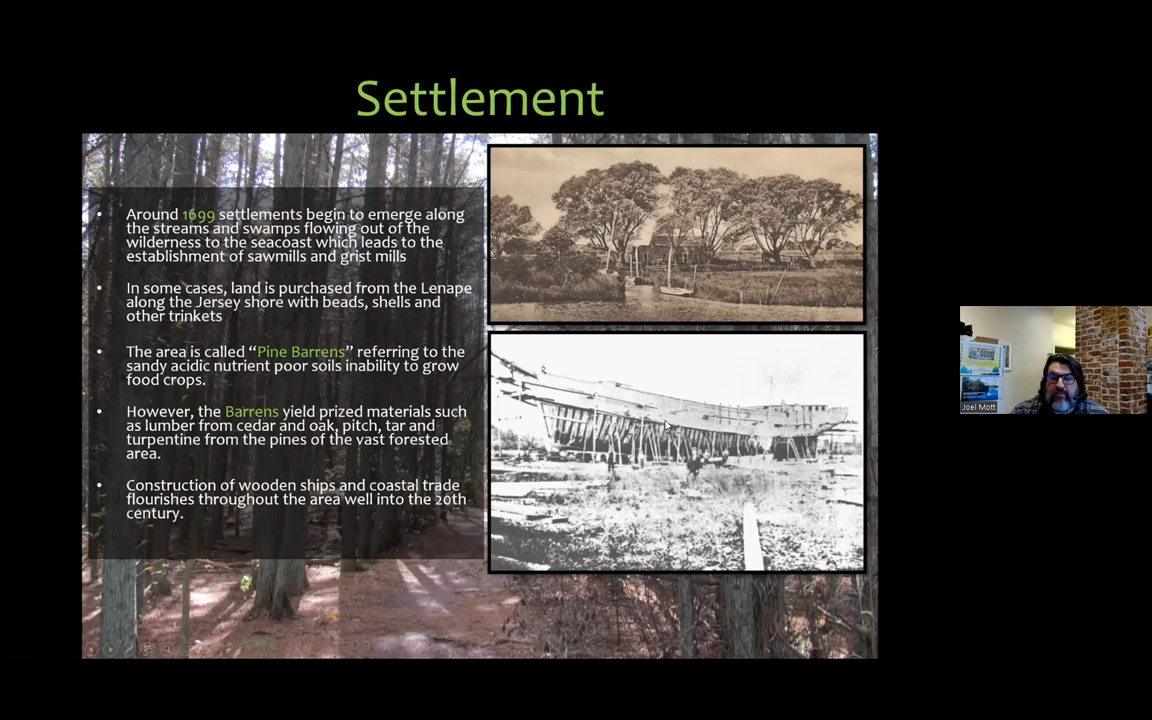 Settlement
• Around 1699 settlements begin to emerge along
the streams and swamps flowing out of the
wilderness to the seacoast which leads to the
establishment of sawmills and grist mills
• In some cases, land is purchased from the Lenape
along the Jersey shore with beads, shells and
other trinkets
• The area is called “Pine Barrens” referring to the
sandy acidic nutrient poor soils inability to grow
food crops.
• However, the Barrens yield prized materials such
as lumber from cedar and oak, pitch, tar and
turpentine from the pines of the vast forested
area.
• Construction of wooden ships and coastal trade
flourishes throughout the area well into the 20th
century.
Joel Mott